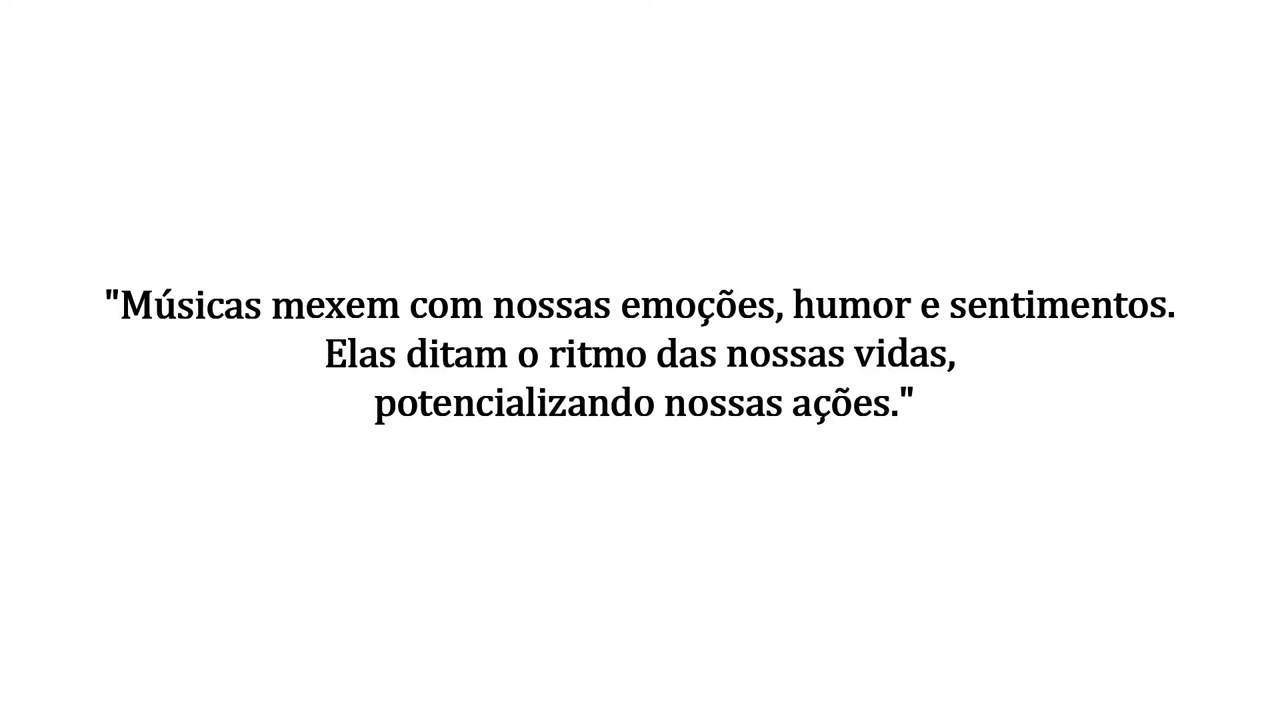 "Músicas mexem com nossas emoções, humor e sentimentos.
Elas ditam o ritmo das nossas vidas,
potencializando nossas ações."